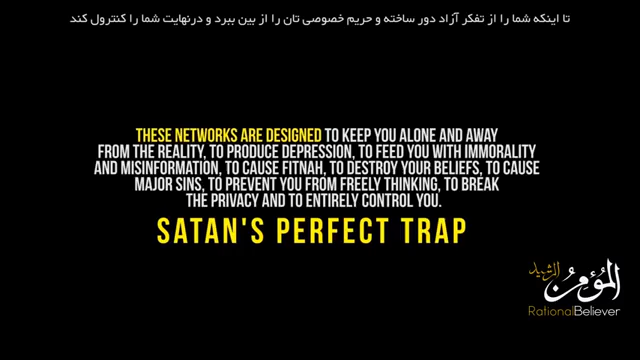 تا اینکه شما را از تفکر آزاد دور ساخته و حریم خصوصی تان را از بین ببرد و درنهایت شما را کنترول کند
THESE NETWORKS ARE DESIGNED TO KEEP YOU ALONE AND AWAY
FROM THE REALITY, TO PRODUCE DEPRESSION, TO FEED YOU WITH IMMORALITY
AND MISINFORMATION, TO CAUSE FITNAH, TO DESTROY YOUR BELIEFS, TO CAUSE
MAJOR SINS, TO PREVENT YOU FROM FREELY THINKING, TO BREAK
THE PRIVACY AND TO ENTIRELY CONTROL YOU.
SATAN'S PERFECT TRAP
المؤمن الرشيد
RationalBeliever